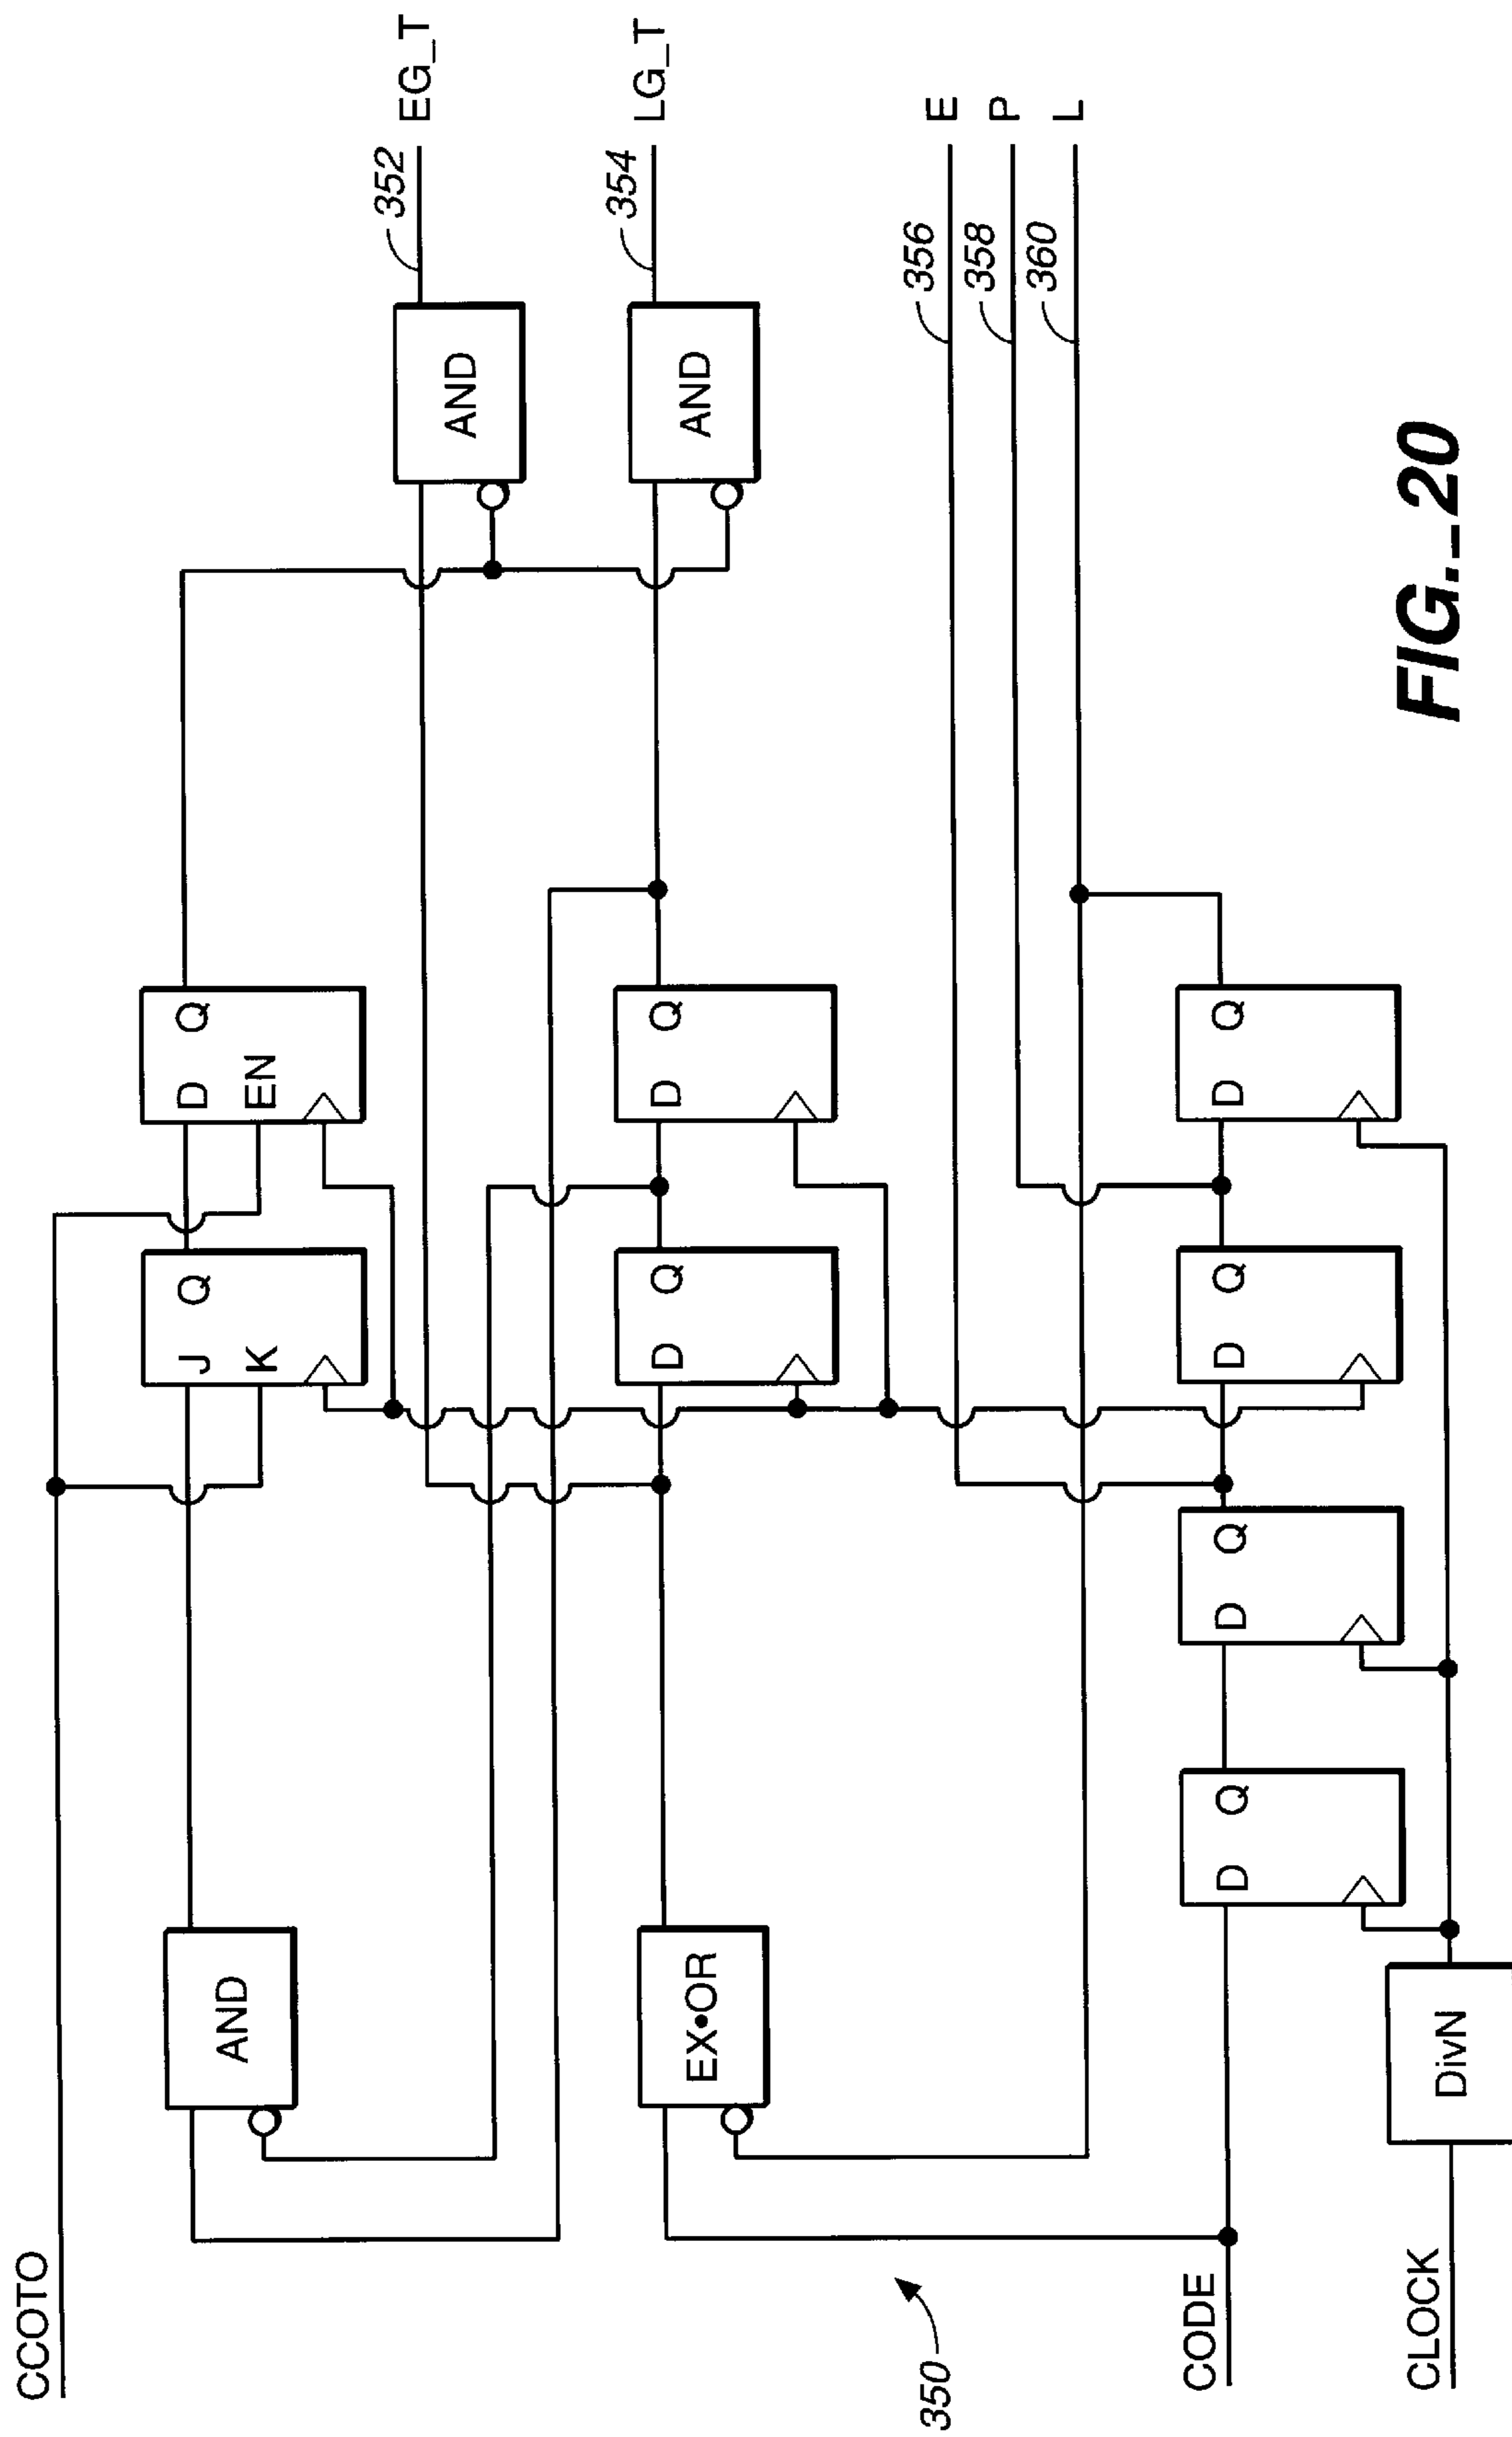 CCOTO
AND
J Q
K
D Q
EN
AND
352
EG_T
EX•OR
D Q
D Q
AND
354
LG_T
350
356
E
358
P
360
L
CODE
D Q
D Q
D Q
D Q
CLOCK
DivN
FIG._20